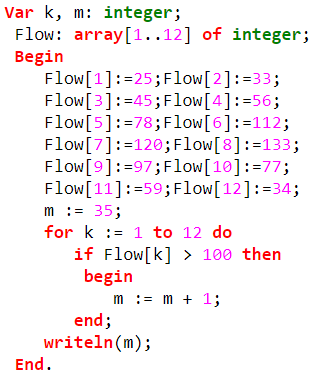 Var k, m: integer;
Flow: array[1..12] of integer;
Begin
Flow[1]:=25;Flow[2]:=33;
Flow[3]:=45;Flow[4]:=56;
Flow[5]:=78;Flow[6]:=112;
Flow[7]:=120;Flow[8]:=133;
Flow[9]:=97;Flow[10]:=77;
Flow[11]:=59;Flow[12]:=34;
m := 35;
for k := 1 to 12 do
if Flow[k] > 100 then
begin
m := m + 1;
end;
writeln(m);
End.